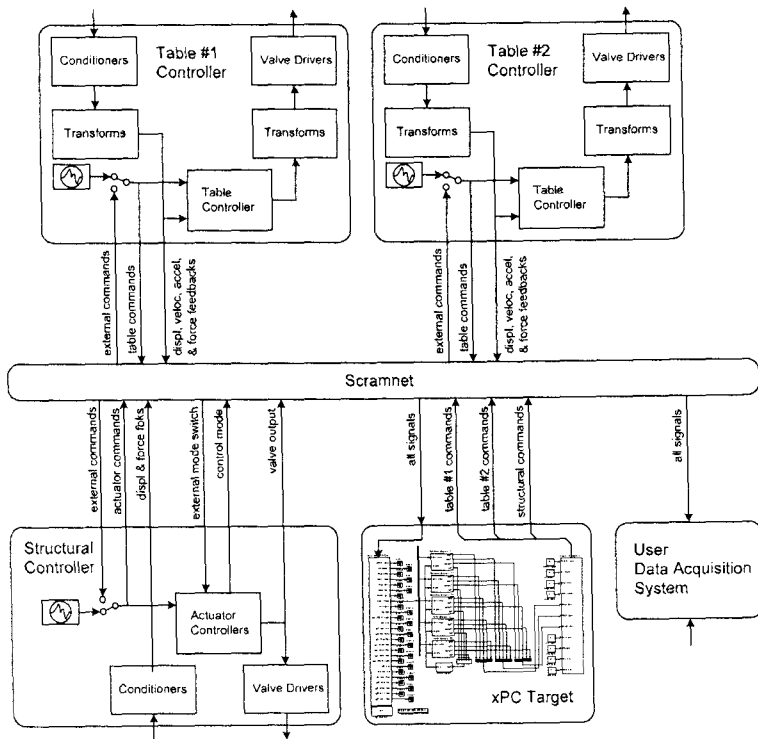 Conditioners
Table #1
Controller
Valve Drivers
Transforms
Transforms
Table
Controller
external commands
table commands
displ, veloc, accel,
& force feedbacks
Conditioners
Table #2
Controller
Valve Drivers
Transforms
Transforms
Table
Controller
external commands
table commands
displ, veloc, accel,
& force feedbacks
Scramnet
external commands
actuator commands
displ & force fbks
external mode switch
control mode
valve output
all signals
table #1 commands
table #2 commands
structural commands
all signals
Structural
Controller
Actuator
Controllers
Conditioners
Valve Drivers
xPC Target
User
Data Acquisition
System